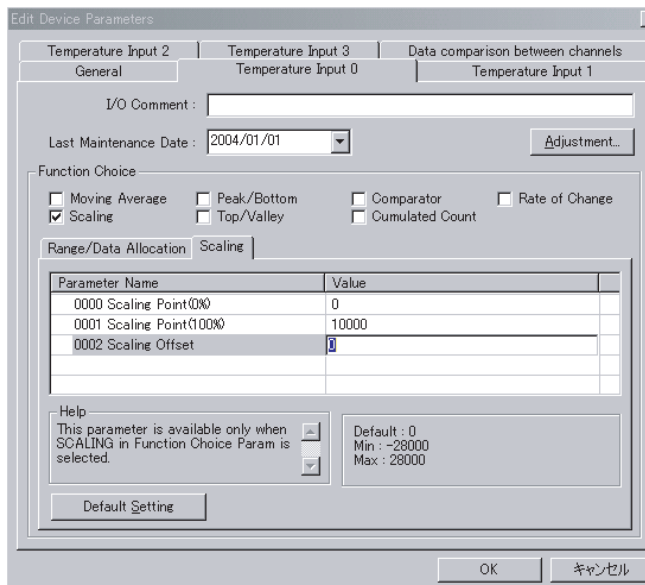 Edit Device Parameters
Temperature Input 2 Temperature Input 3 Data comparison between channels
General Temperature Input 0 Temperature Input 1
I/O Comment :
Last Maintenance Date : 2004/01/01 Adjustment...
Function Choice
Moving Average Peak/Bottom Comparator Rate of Change
Scaling Top/Valley Cumulated Count
Range/Data Allocation Scaling
Parameter Name Value
0000 Scaling Point(0%) 0
0001 Scaling Point(100%) 10000
0002 Scaling Offset 0
Help
This parameter is available only when
SCALING in Function Choice Param is
selected.
Default : 0
Min : -28000
Max : 28000
Default Setting
OK キャンセル